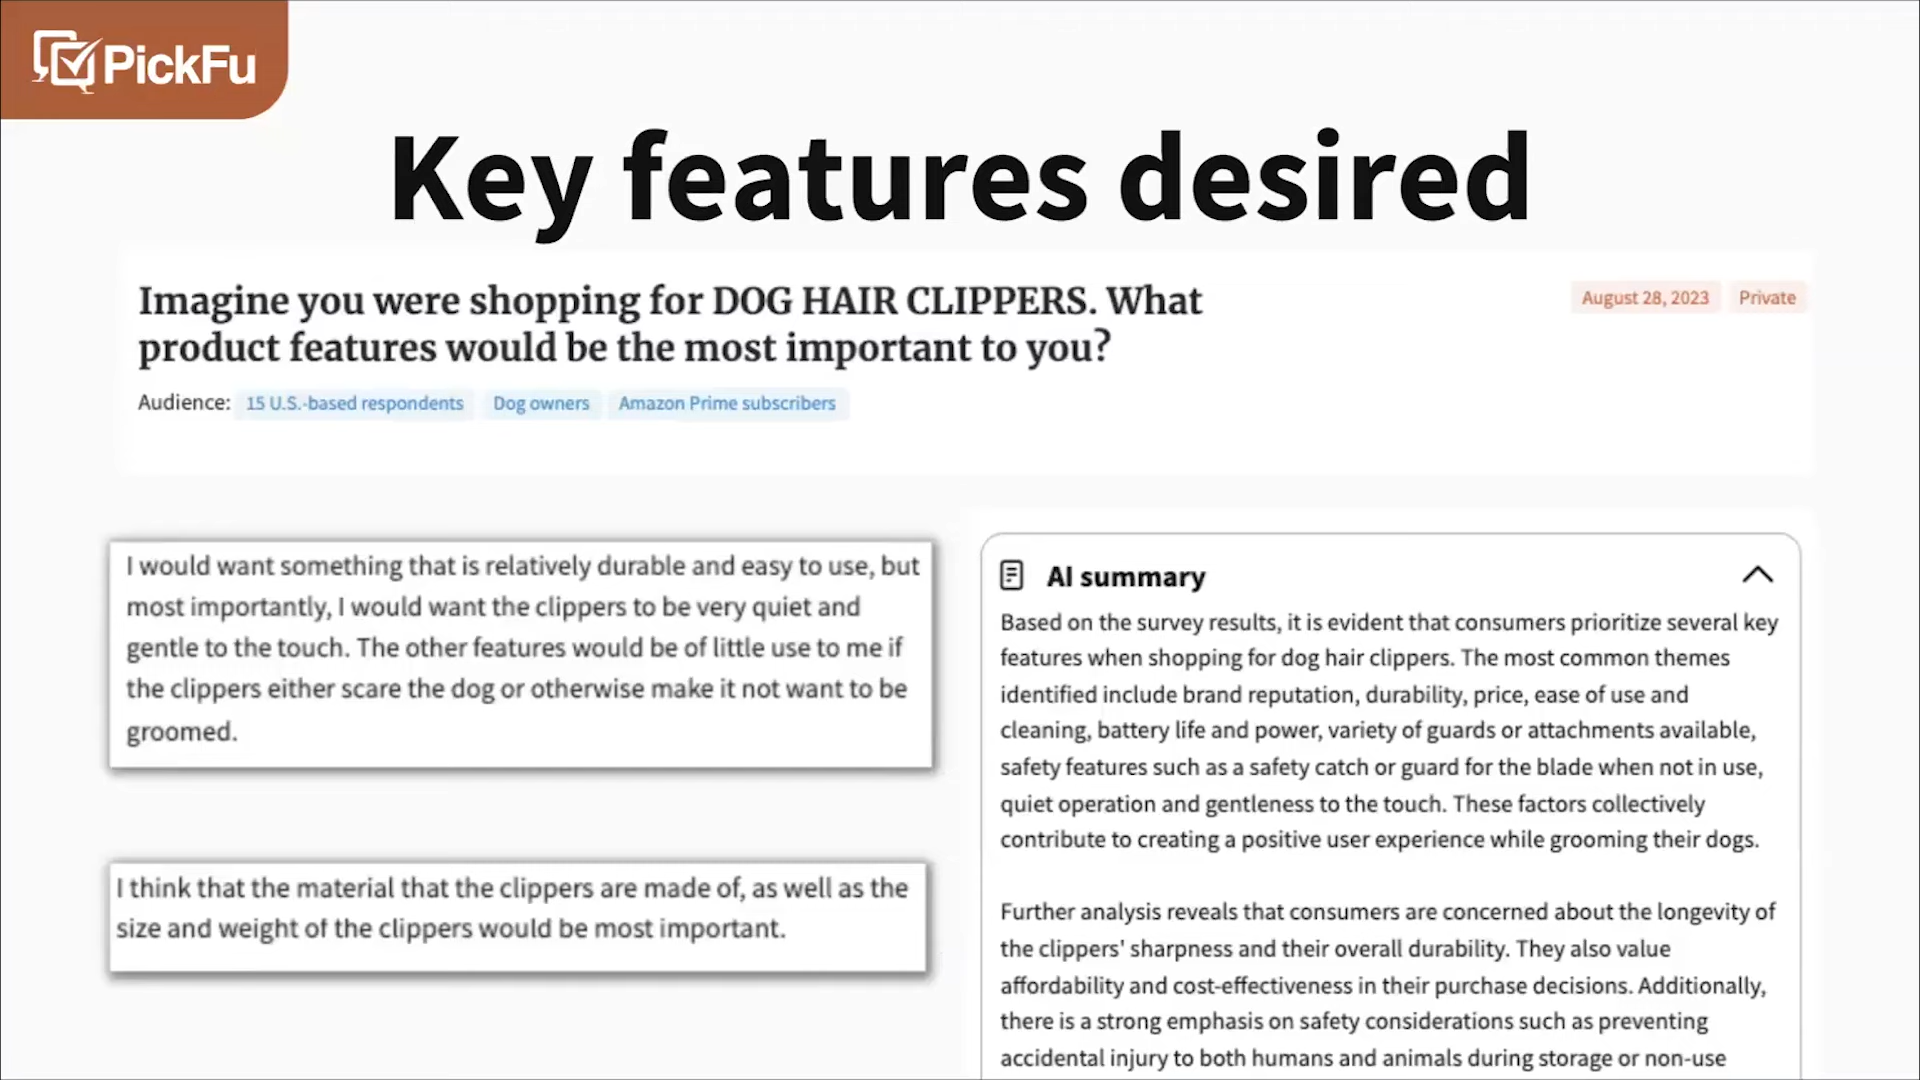 PickFu
Key features desired
Imagine you were shopping for DOG HAIR CLIPPERS. What
product features would be the most important to you?
August 28, 2023 Private
Audience: 15 U.S.-based respondents Dog owners Amazon Prime subscribers
I would want something that is relatively durable and easy to use, but
most importantly, I would want the clippers to be very quiet and
gentle to the touch. The other features would be of little use to me if
the clippers either scare the dog or otherwise make it not want to be
groomed.
I think that the material that the clippers are made of, as well as the
size and weight of the clippers would be most important.
AI summary
Based on the survey results, it is evident that consumers prioritize several key
features when shopping for dog hair clippers. The most common themes
identified include brand reputation, durability, price, ease of use and
cleaning, battery life and power, variety of guards or attachments available,
safety features such as a safety catch or guard for the blade when not in use,
quiet operation and gentleness to the touch. These factors collectively
contribute to creating a positive user experience while grooming their dogs.
Further analysis reveals that consumers are concerned about the longevity of
the clippers' sharpness and their overall durability. They also value
affordability and cost-effectiveness in their purchase decisions. Additionally,
there is a strong emphasis on safety considerations such as preventing
accidental injury to both humans and animals during storage or non-use